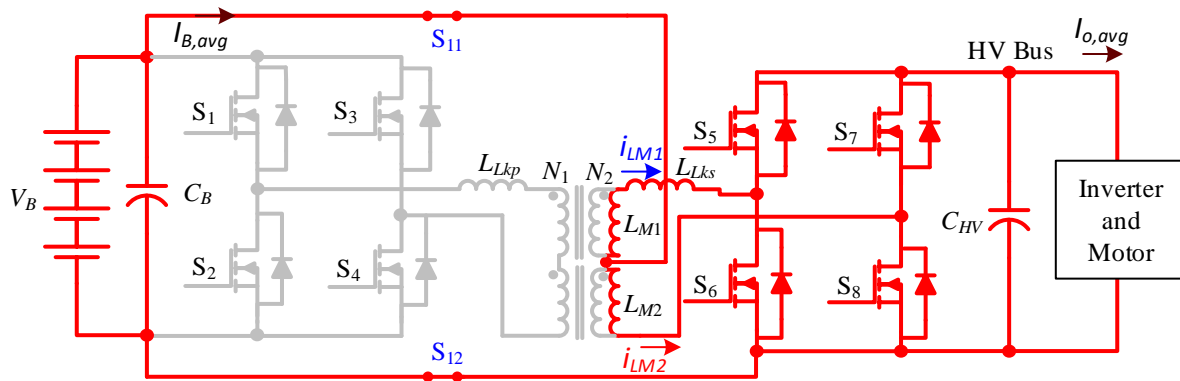 I_{B,avg}
S₁₁
I_{o,avg}
HV Bus
S₁
S₃
S₅
S₇
i_{LM1}
L_{Lkp}
N₁
N₂
L_{Lks}
V_B
C_B
L_{M1}
C_{HV}
Inverter
and
Motor
S₂
S₄
L_{M2}
S₆
S₈
S₁₂
i_{LM2}